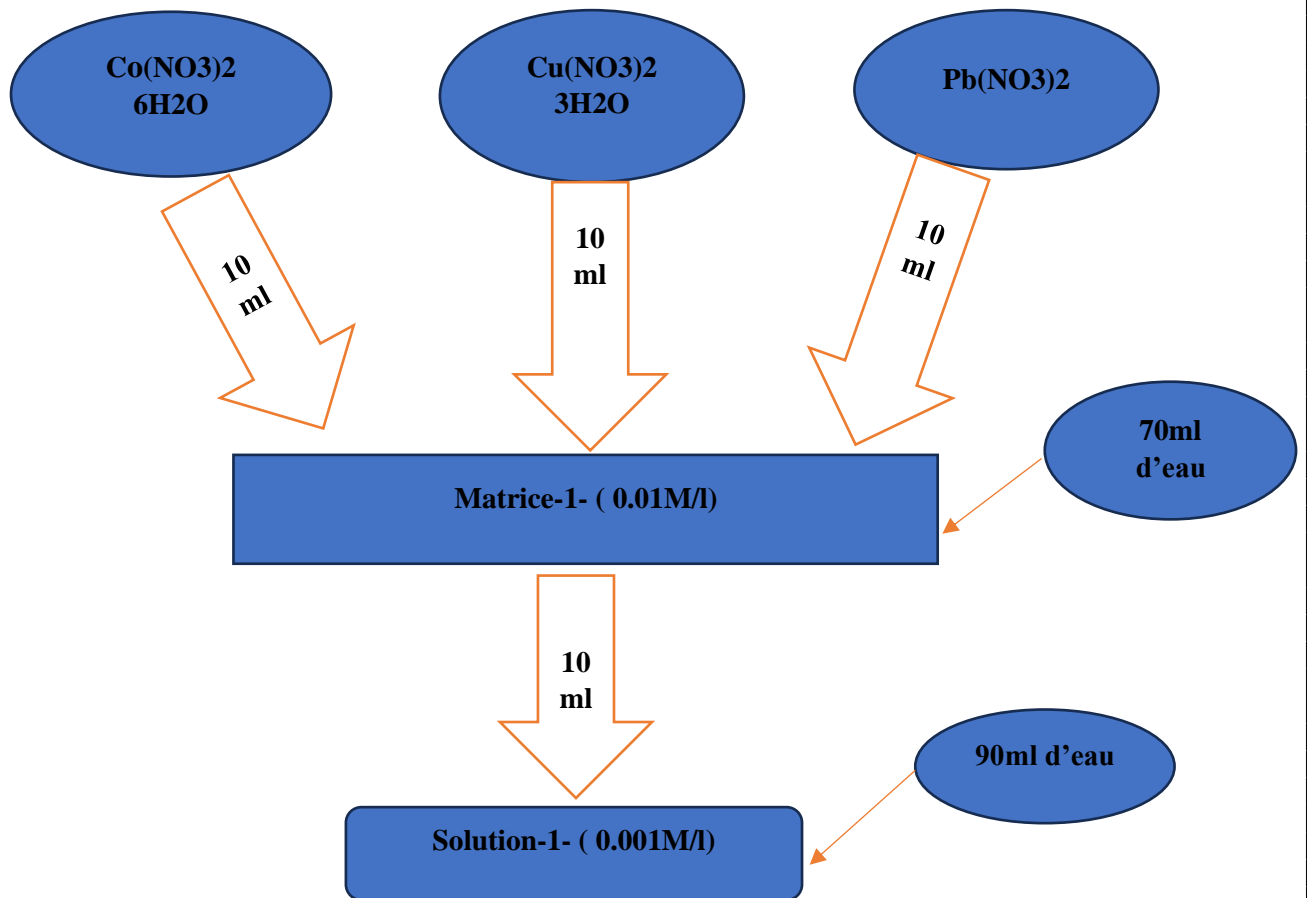 Co(NO3)2
6H2O
Cu(NO3)2
3H2O
Pb(NO3)2
10
ml
10
ml
10
ml
70ml
d’eau
Matrice-1- ( 0.01M/l)
10
ml
90ml d’eau
Solution-1- ( 0.001M/l)